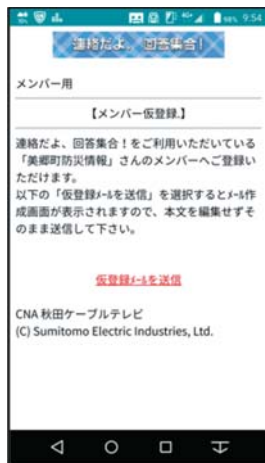 9:54
連絡だよ、回答集合！
メンバー用
【メンバー仮登録.】
連絡だよ、回答集合！をご利用いただいている
「美郷町防災情報」さんのメンバーへご登録い
ただけます。
以下の「仮登録ﾒｰﾙを送信」を選択するとﾒｰﾙ作
成画面が表示されますので、本文を編集せずそ
のまま送信して下さい。
仮登録ﾒｰﾙを送信
CNA 秋田ケーブルテレビ
(C) Sumitomo Electric Industries, Ltd.